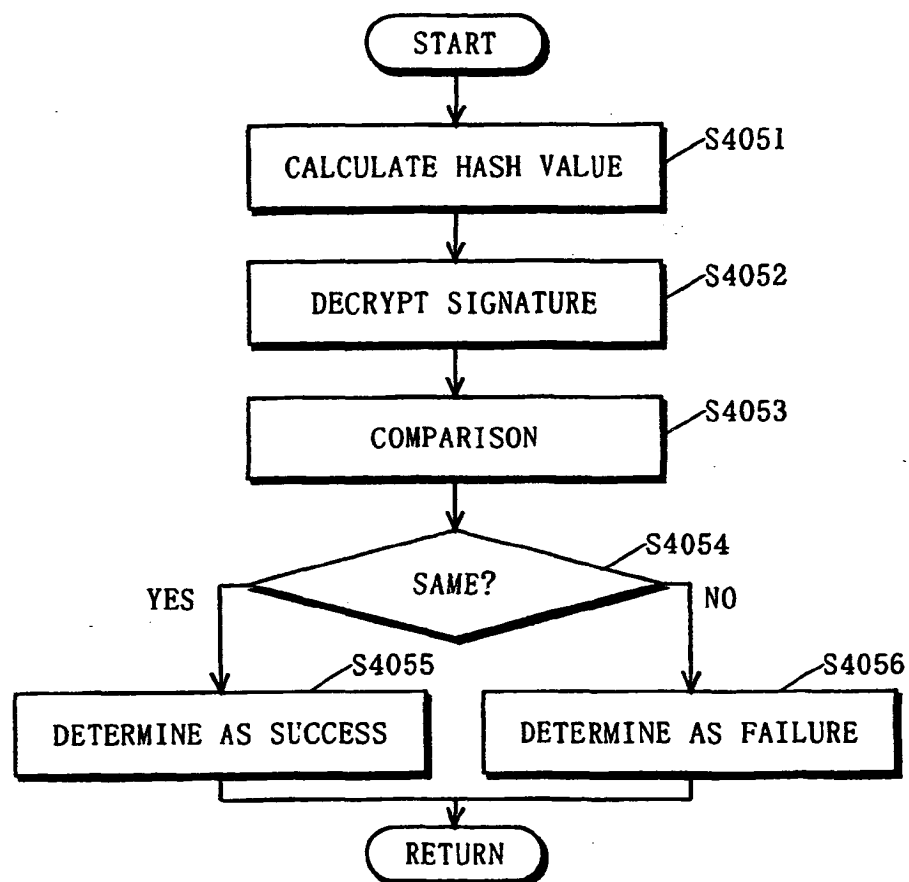 START
CALCULATE HASH VALUE
S4051
DECRYPT SIGNATURE
S4052
COMPARISON
S4053
SAME?
S4054
YES
NO
DETERMINE AS SUCCESS
S4055
DETERMINE AS FAILURE
S4056
RETURN